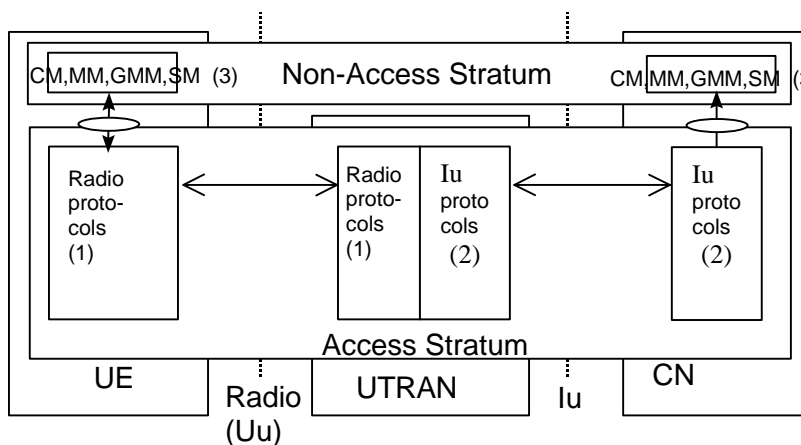 CM,MM,GMM,SM (3)
Non-Access Stratum
CM,MM,GMM,SM (3
Radio
proto-
cols
(1)
Radio
proto-
cols
(1)
Iu
proto
cols
(2)
Iu
proto
cols
(2)
Access Stratum
UE
Radio
(Uu)
UTRAN
Iu
CN